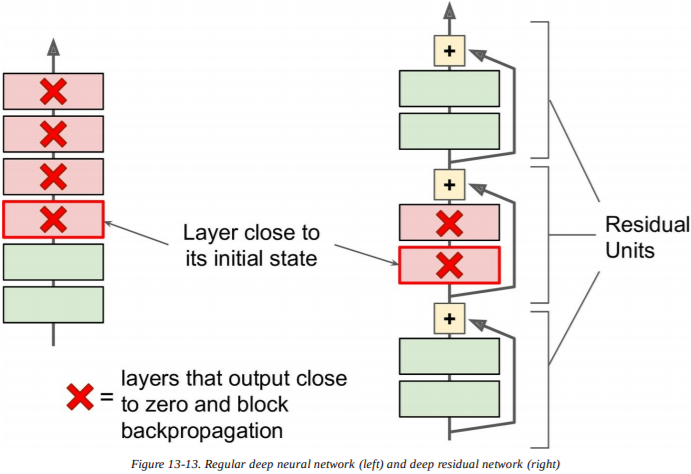 +
+
+
Layer close to
its initial state
Residual
Units
= layers that output close
to zero and block
backpropagation
Figure 13-13. Regular deep neural network (left) and deep residual network (right)